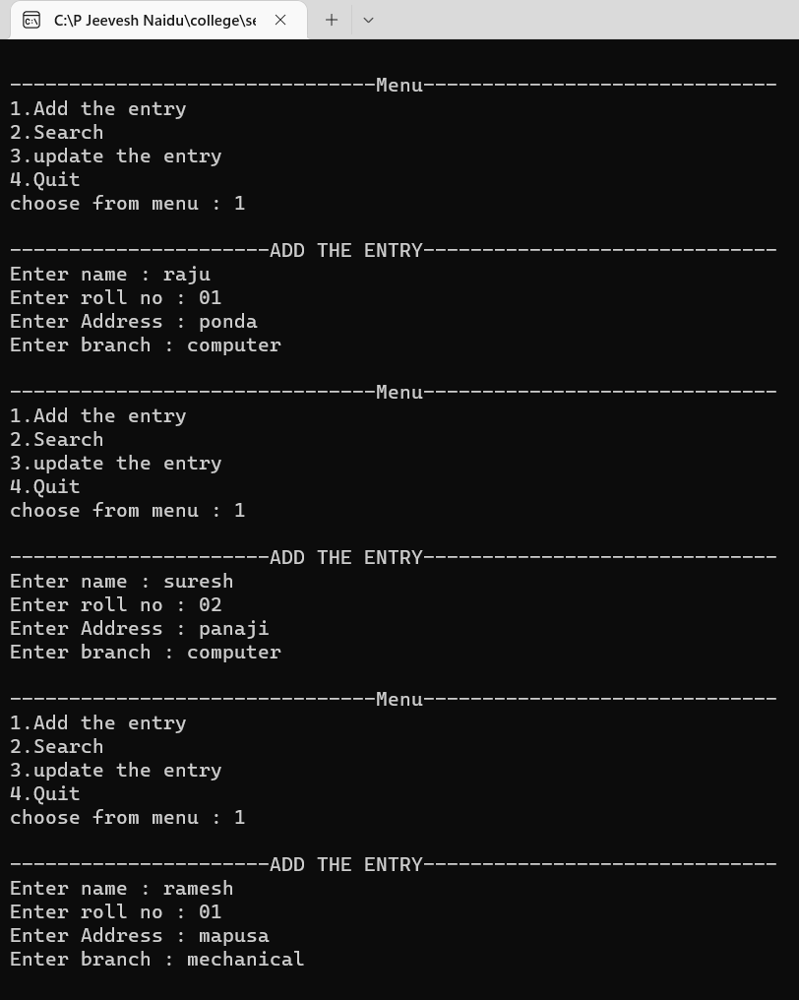 C:\P Jeevesh Naidu\college\se
-------------------------------Menu------------------------------
1.Add the entry
2.Search
3.update the entry
4.Quit
choose from menu : 1
----------------------ADD THE ENTRY------------------------------
Enter name : raju
Enter roll no : 01
Enter Address : ponda
Enter branch : computer
-------------------------------Menu------------------------------
1.Add the entry
2.Search
3.update the entry
4.Quit
choose from menu : 1
----------------------ADD THE ENTRY------------------------------
Enter name : suresh
Enter roll no : 02
Enter Address : panaji
Enter branch : computer
-------------------------------Menu------------------------------
1.Add the entry
2.Search
3.update the entry
4.Quit
choose from menu : 1
----------------------ADD THE ENTRY------------------------------
Enter name : ramesh
Enter roll no : 01
Enter Address : mapusa
Enter branch : mechanical